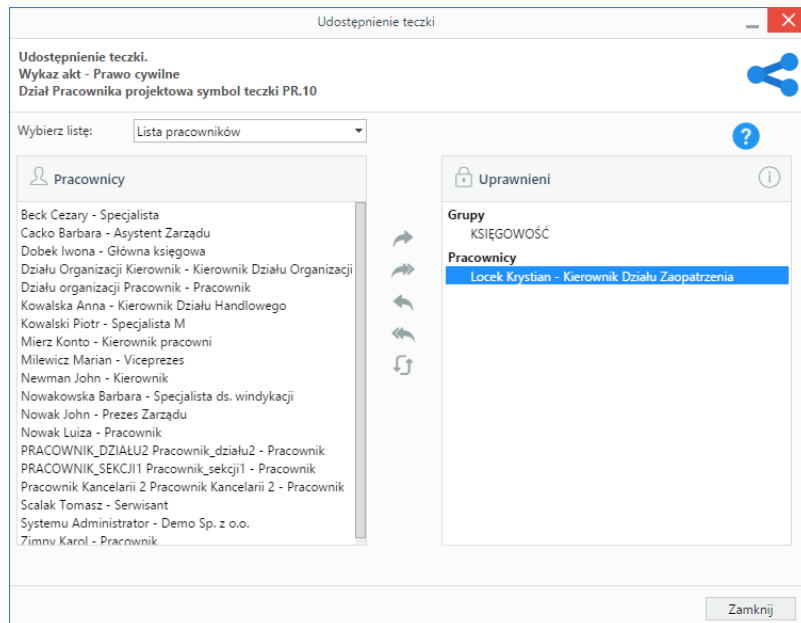 Udostępnienie teczki
Udostępnienie teczki.
Wykaz akt - Prawo cywilne
Dział Pracownika projektowa symbol teczki PR.10
Wybierz listę: Lista pracowników
Pracownicy
Beck Cezary - Specjalista
Cacko Barbara - Asystent Zarządu
Dobek Iwona - Główna księgowa
Działu Organizacji Kierownik - Kierownik Działu Organizacji
Działu organizacji Pracownik - Pracownik
Kowalska Anna - Kierownik Działu Handlowego
Kowalski Piotr - Specjalista M
Mierz Konto - Kierownik pracowni
Milewicz Marian - Viceprezes
Newman John - Kierownik
Nowakowska Barbara - Specjalista ds. windykacji
Nowak John - Prezes Zarządu
Nowak Luiza - Pracownik
PRACOWNIK_DZIAŁU2 Pracownik_działu2 - Pracownik
PRACOWNIK_SEKCJI1 Pracownik_sekcji1 - Pracownik
Pracownik Kancelarii 2 Pracownik Kancelarii 2 - Pracownik
Scalak Tomasz - Serwisant
Systemu Administrator - Demo Sp. z o.o.
Zimny Karol - Pracownik
Uprawnieni
Grupy
KSIĘGOWOŚĆ
Pracownicy
Locek Krystian - Kierownik Działu Zaopatrzenia
Zamknij